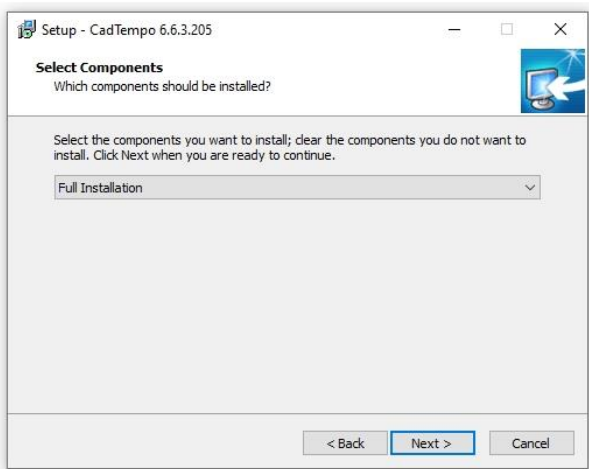 Setup - CadTempo 6.6.3.205
Select Components
Which components should be installed?
Select the components you want to install; clear the components you do not want to
install. Click Next when you are ready to continue.
Full Installation
< Back Next > Cancel